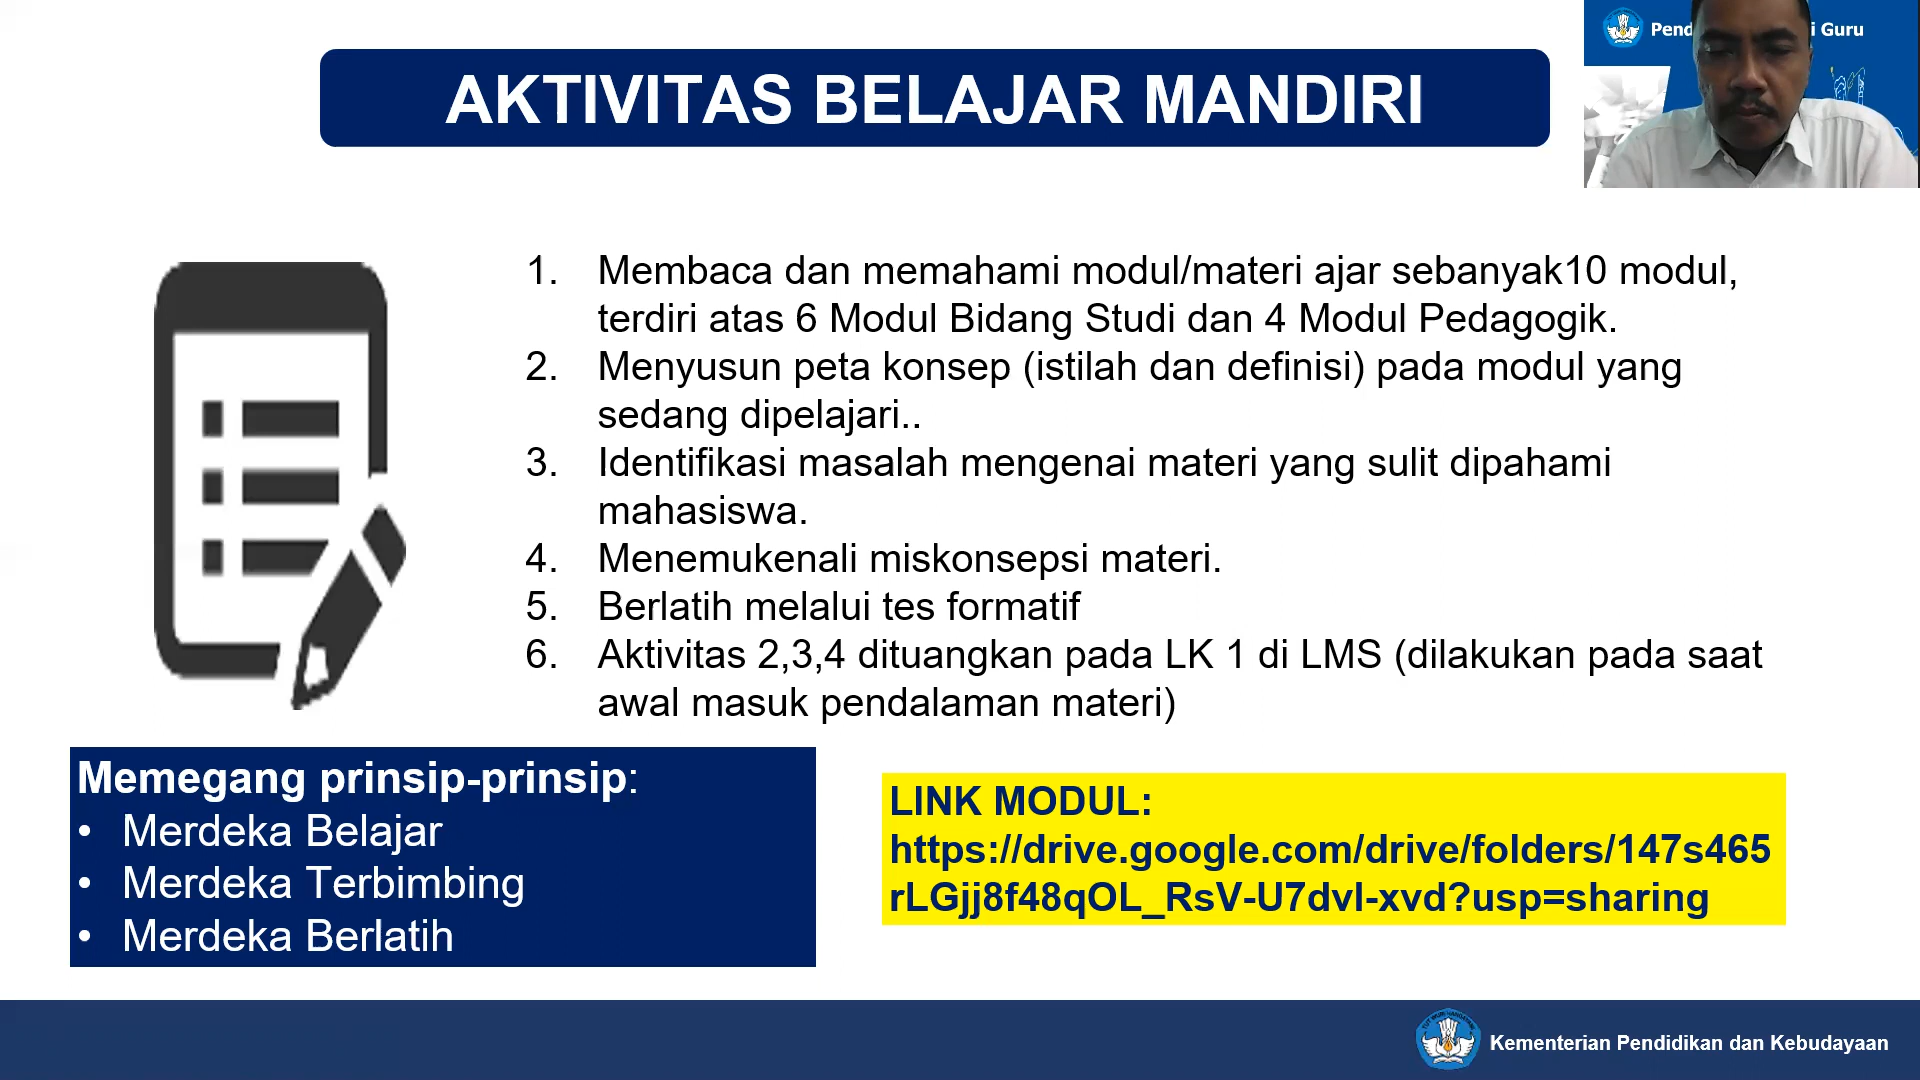 Pend
i Guru
AKTIVITAS BELAJAR MANDIRI
1. Membaca dan memahami modul/materi ajar sebanyak10 modul,
terdiri atas 6 Modul Bidang Studi dan 4 Modul Pedagogik.
2. Menyusun peta konsep (istilah dan definisi) pada modul yang
sedang dipelajari..
3. Identifikasi masalah mengenai materi yang sulit dipahami
mahasiswa.
4. Menemukenali miskonsepsi materi.
5. Berlatih melalui tes formatif
6. Aktivitas 2,3,4 dituangkan pada LK 1 di LMS (dilakukan pada saat
awal masuk pendalaman materi)
Memegang prinsip-prinsip:
• Merdeka Belajar
• Merdeka Terbimbing
• Merdeka Berlatih
LINK MODUL:
https://drive.google.com/drive/folders/147s465
rLGjj8f48qOL_RsV-U7dvl-xvd?usp=sharing
Kementerian Pendidikan dan Kebudayaan